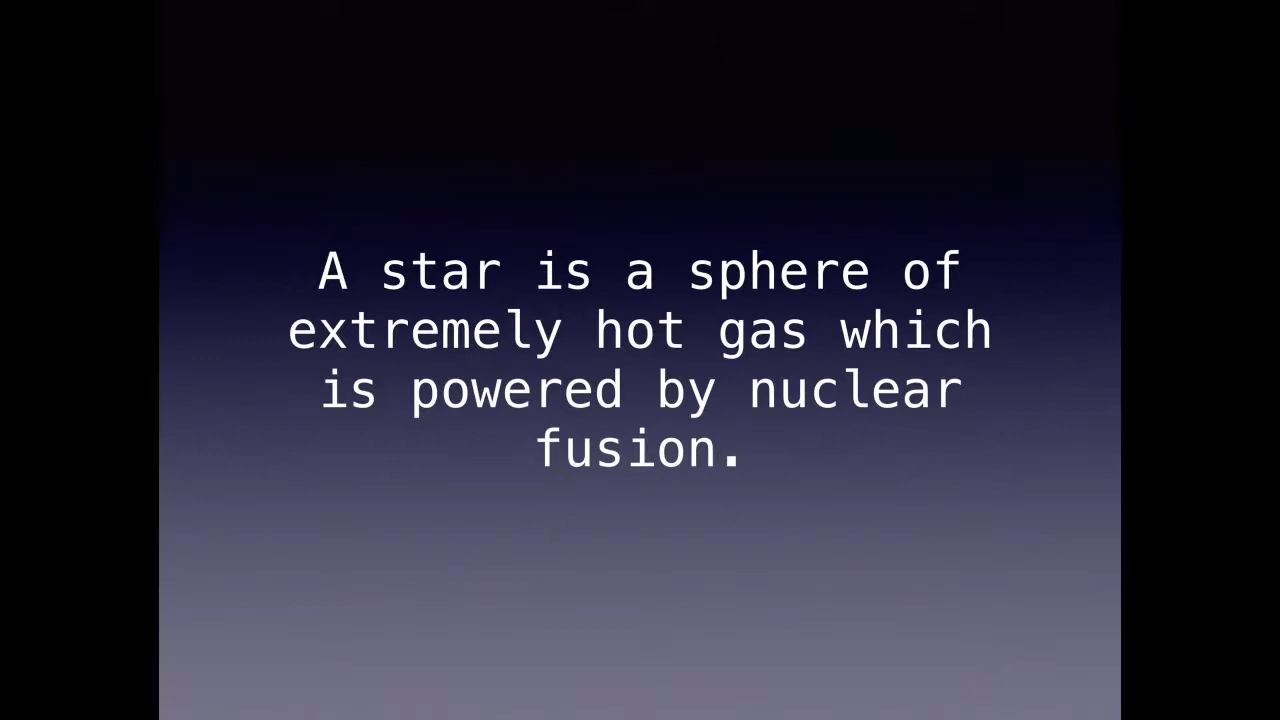 A star is a sphere of
extremely hot gas which
is powered by nuclear
fusion.